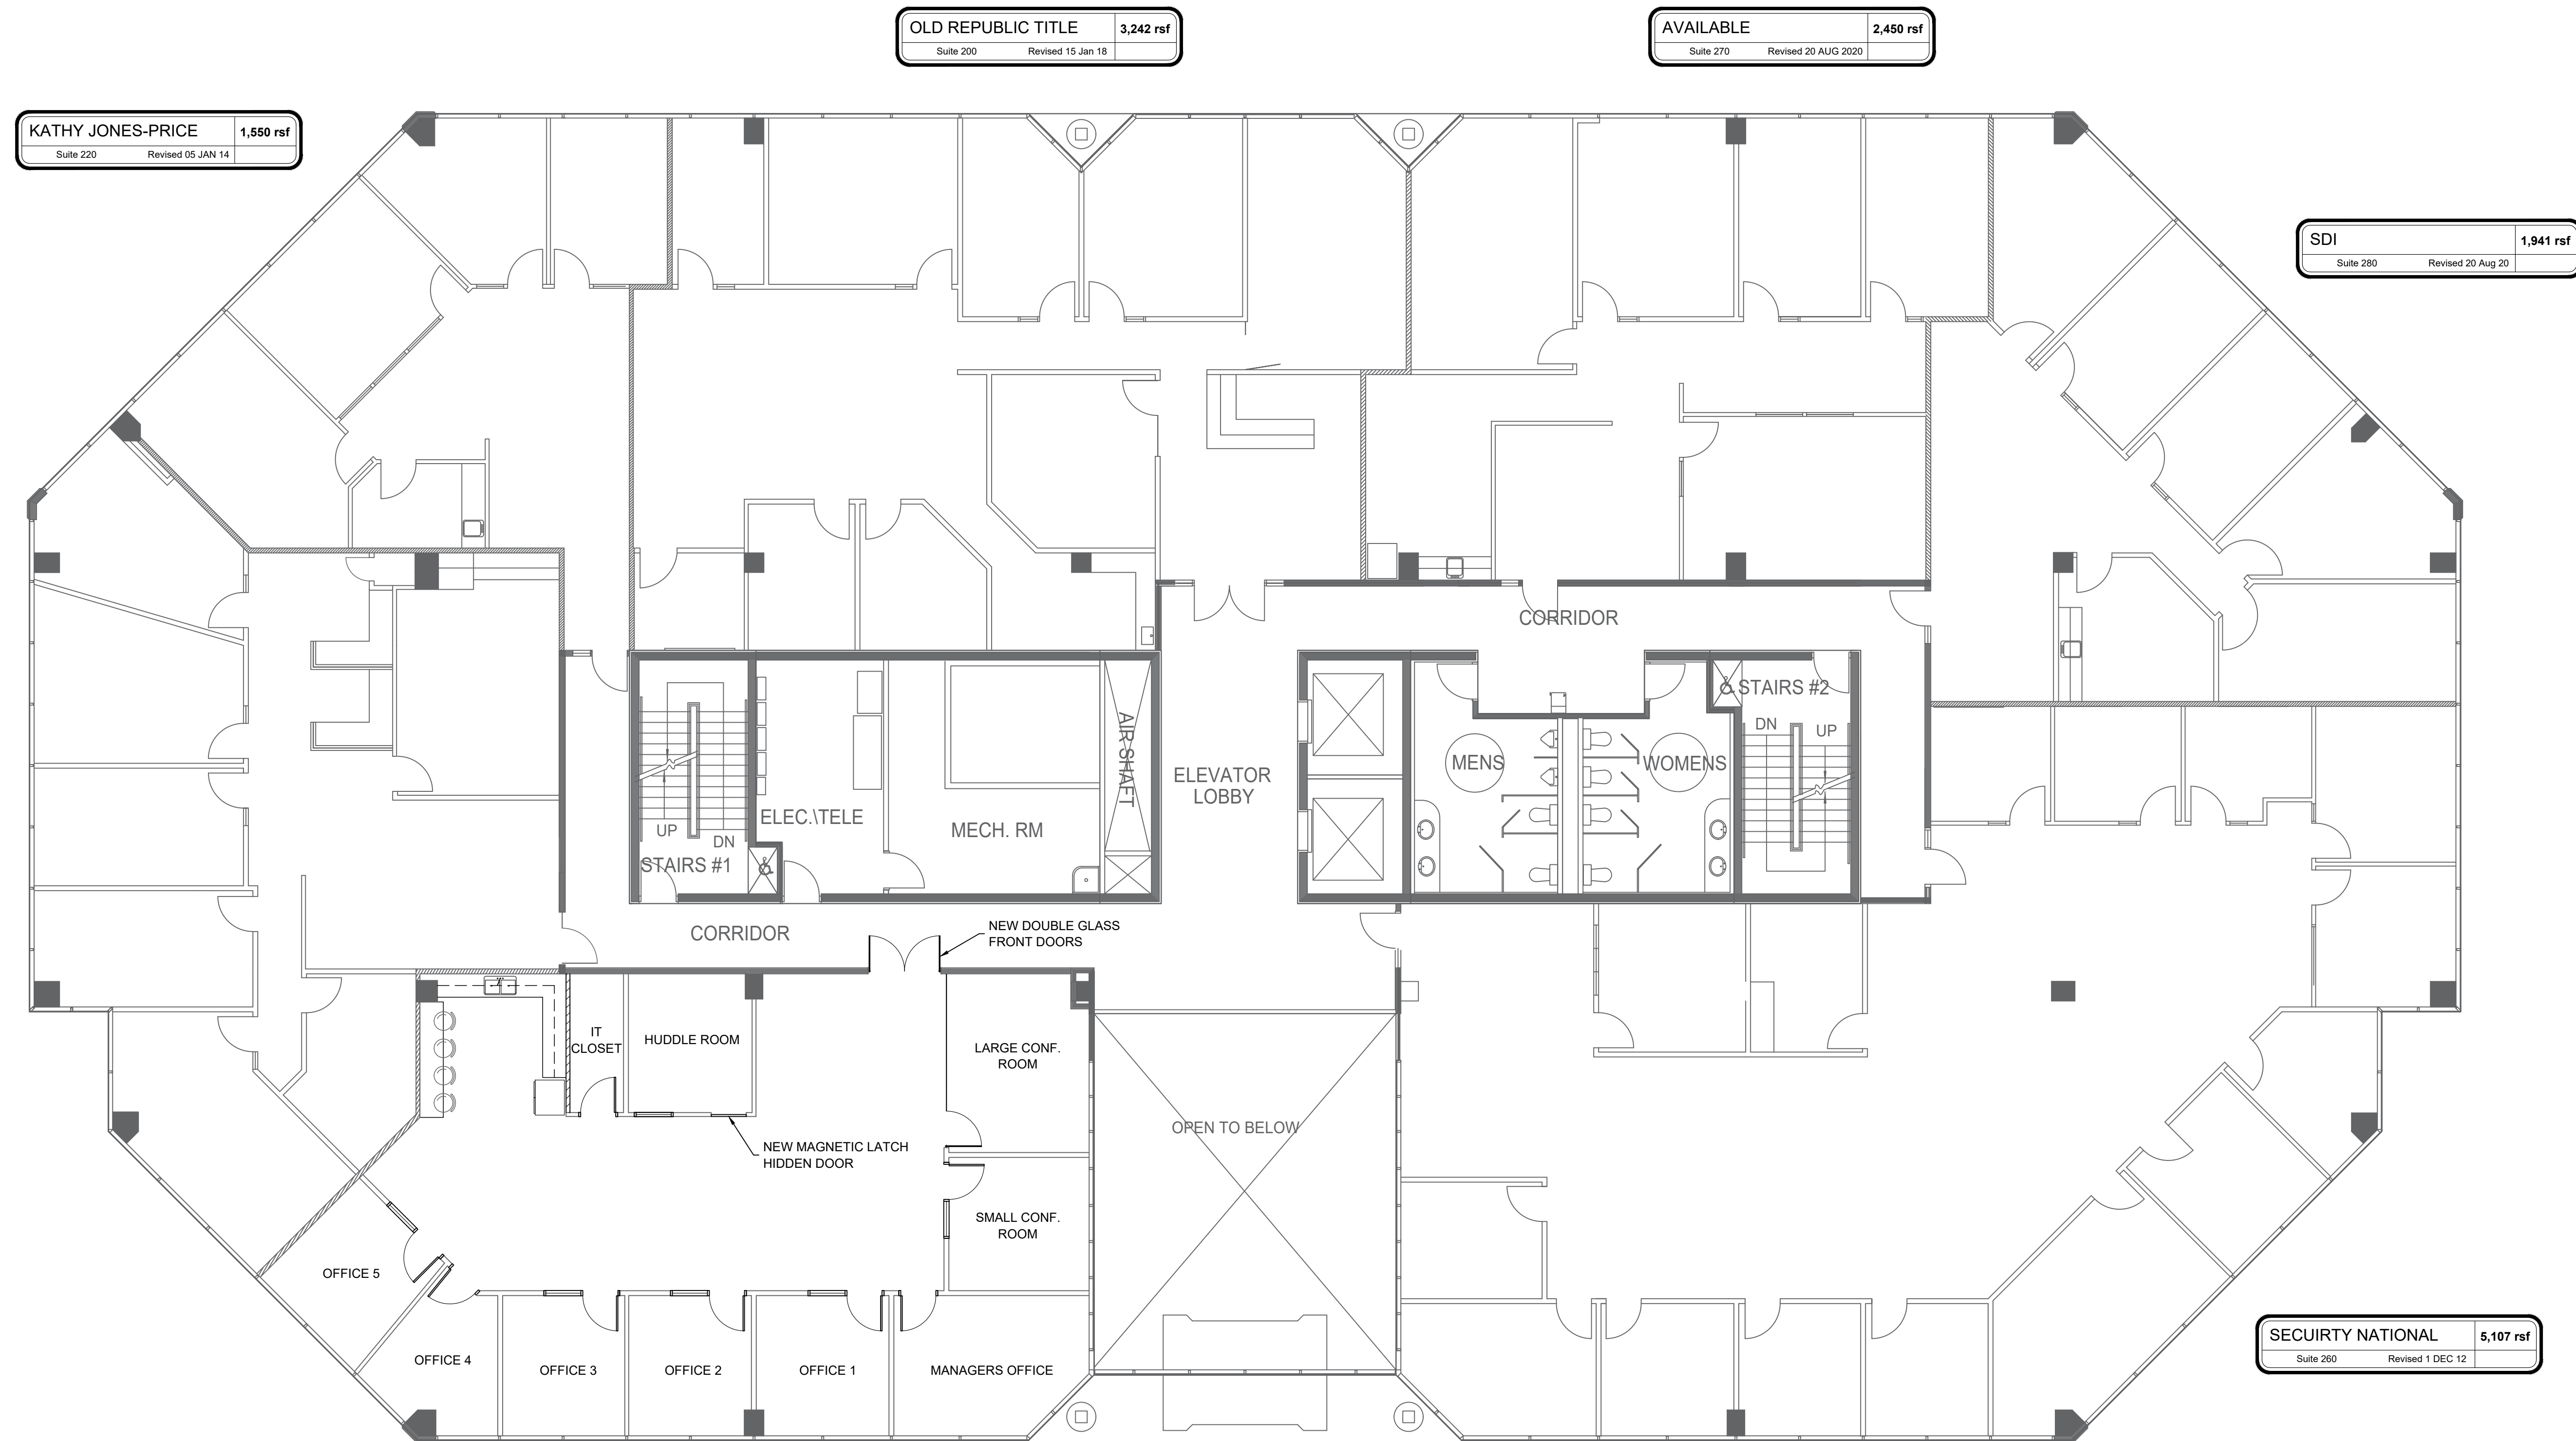 OLD REPUBLIC TITLE 3,242 rsf
Suite 200 Revised 15 Jan 18
AVAILABLE 2,450 rsf
Suite 270 Revised 20 AUG 2020
KATHY JONES-PRICE 1,550 rsf
Suite 220 Revised 05 JAN 14
SDI 1,941 rsf
Suite 280 Revised 20 Aug 20
CORRIDOR
STAIRS #2
DN UP
AIR SHAFT
MENS
WOMENS
ELEVATOR
LOBBY
ELEC.\TELE
MECH. RM
UP
DN
STAIRS #1
CORRIDOR
NEW DOUBLE GLASS
FRONT DOORS
IT
CLOSET
HUDDLE ROOM
LARGE CONF.
ROOM
OPEN TO BELOW
NEW MAGNETIC LATCH
HIDDEN DOOR
SMALL CONF.
ROOM
OFFICE 5
OFFICE 4
OFFICE 3
OFFICE 2
OFFICE 1
MANAGERS OFFICE
SECUIRTY NATIONAL 5,107 rsf
Suite 260 Revised 1 DEC 12